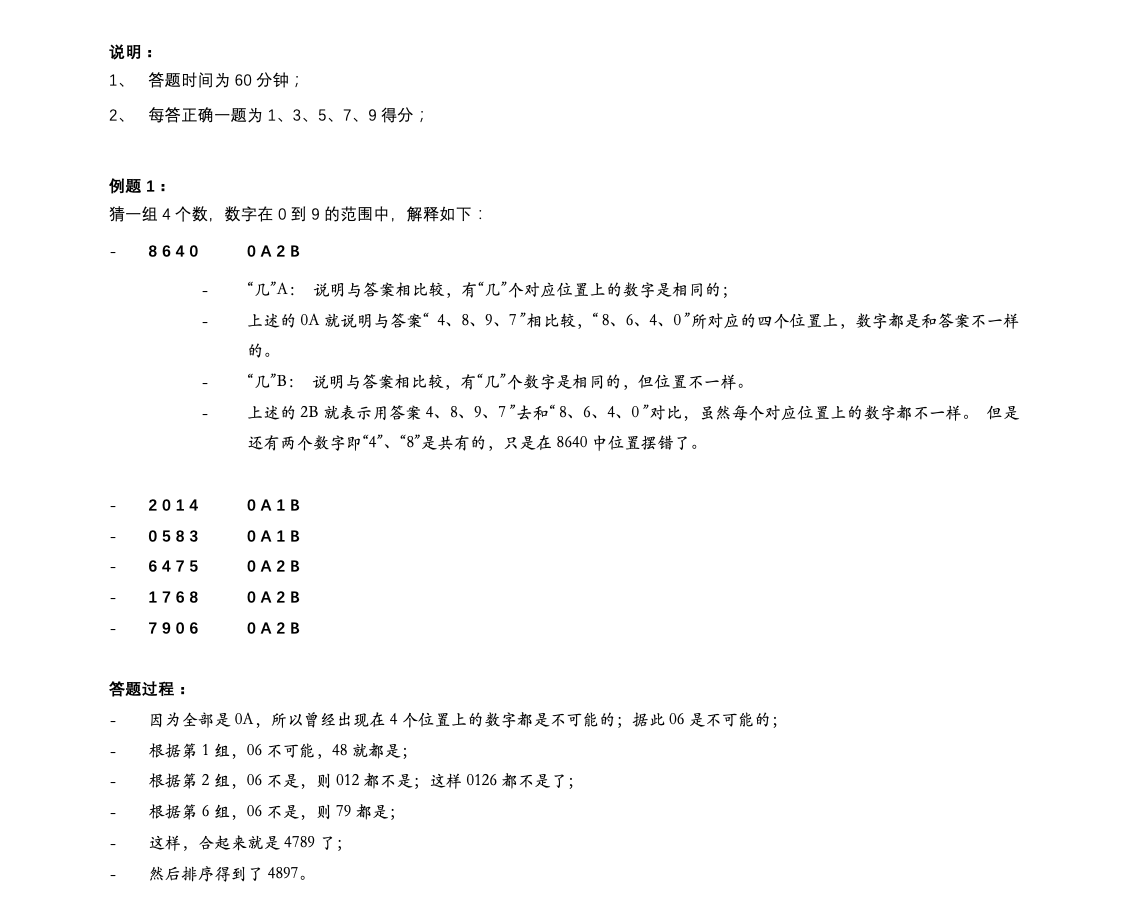 说明：
1、 答题时间为 60 分钟；
2、 每答正确一题为 1、3、5、7、9 得分；
例题 1：
猜一组 4 个数，数字在 0 到 9 的范围中，解释如下：
- 8 6 4 0 0 A 2 B
- “几”A： 说明与答案相比较，有“几”个对应位置上的数字是相同的；
- 上述的 0A 就说明与答案“ 4、8、9、7 ”相比较，“ 8、6、4、0 ”所对应的四个位置上，数字都是和答案不一样
的。
- “几”B： 说明与答案相比较，有“几”个数字是相同的，但位置不一样。
- 上述的 2B 就表示用答案 4、8、9、7 ”去和“ 8、6、4、0 ”对比，虽然每个对应位置上的数字都不一样。 但是
还有两个数字即“4”、“8”是共有的，只是在 8640 中位置摆错了。
- 2 0 1 4 0 A 1 B
- 0 5 8 3 0 A 1 B
- 6 4 7 5 0 A 2 B
- 1 7 6 8 0 A 2 B
- 7 9 0 6 0 A 2 B
答题过程：
- 因为全部是 0A，所以曾经出现在 4 个位置上的数字都是不可能的；据此 06 是不可能的；
- 根据第 1 组，06 不可能，48 就都是；
- 根据第 2 组，06 不是，则 012 都不是；这样 0126 都不是了；
- 根据第 6 组，06 不是，则 79 都是；
- 这样，合起来就是 4789 了；
- 然后排序得到了 4897。